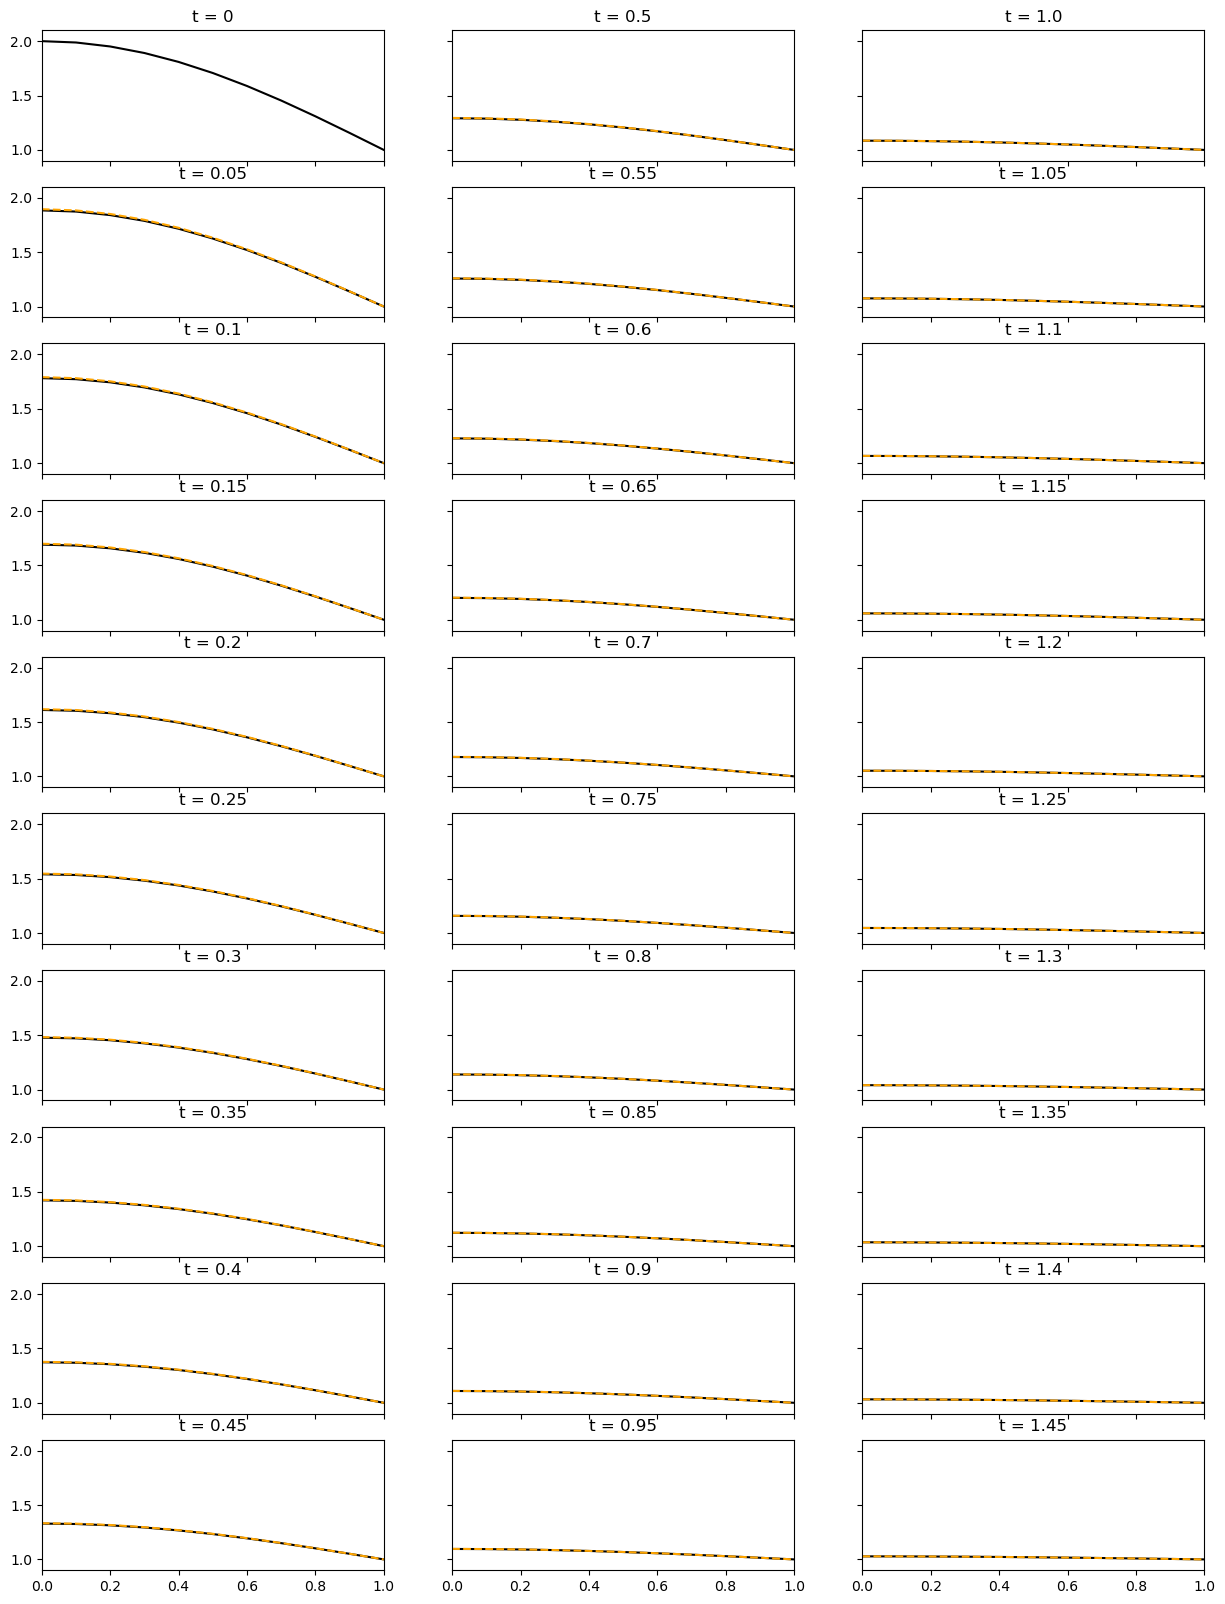 t = 0 t = 0.5 t = 1.0
2.0
1.5
1.0
t = 0.05 t = 0.55 t = 1.05
2.0
1.5
1.0
t = 0.1 t = 0.6 t = 1.1
2.0
1.5
1.0
t = 0.15 t = 0.65 t = 1.15
2.0
1.5
1.0
t = 0.2 t = 0.7 t = 1.2
2.0
1.5
1.0
t = 0.25 t = 0.75 t = 1.25
2.0
1.5
1.0
t = 0.3 t = 0.8 t = 1.3
2.0
1.5
1.0
t = 0.35 t = 0.85 t = 1.35
2.0
1.5
1.0
t = 0.4 t = 0.9 t = 1.4
2.0
1.5
1.0
t = 0.45 t = 0.95 t = 1.45
2.0
1.5
1.0
0.0 0.2 0.4 0.6 0.8 1.0 0.0 0.2 0.4 0.6 0.8 1.0 0.0 0.2 0.4 0.6 0.8 1.0